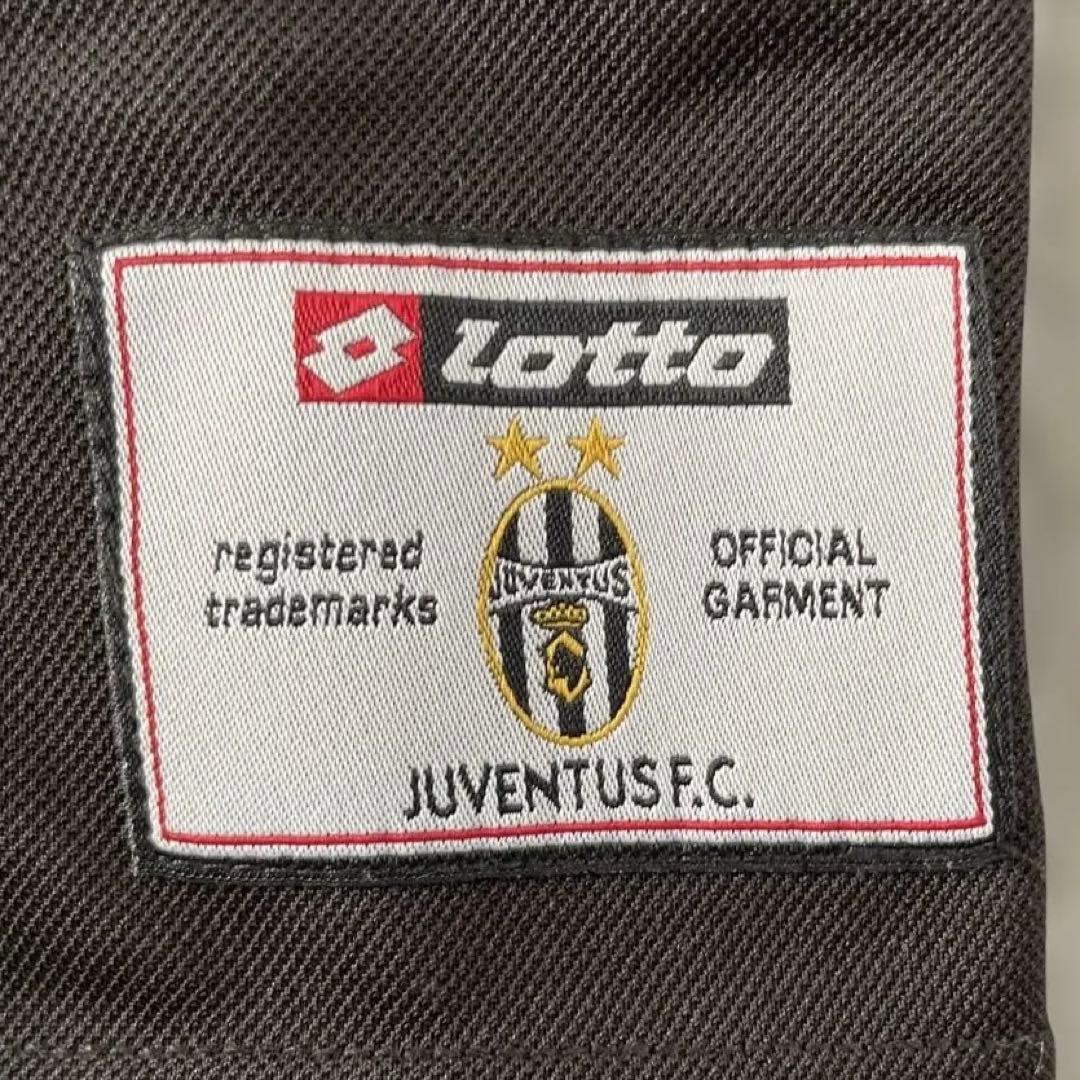 Lotto
registered
trademarks
JUVENTUS
OFFICIAL
GARMENT
JUVENTUS F.C.